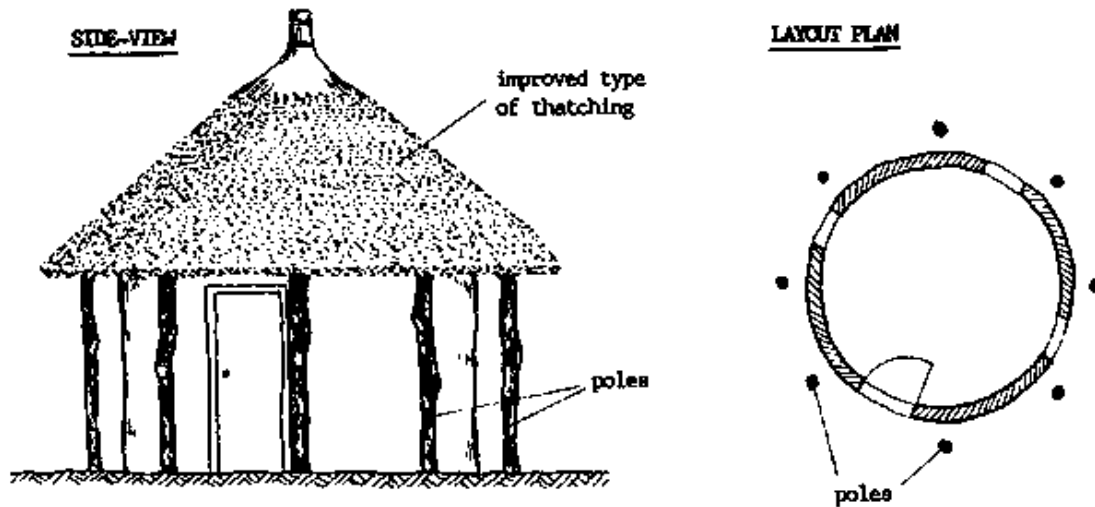 SIDE-VIEW
LAYOUT PLAN
improved type
of thatching
poles
poles